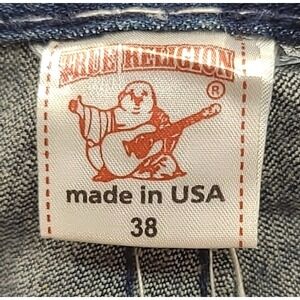 TRUE RELIGION
®
made in USA
38